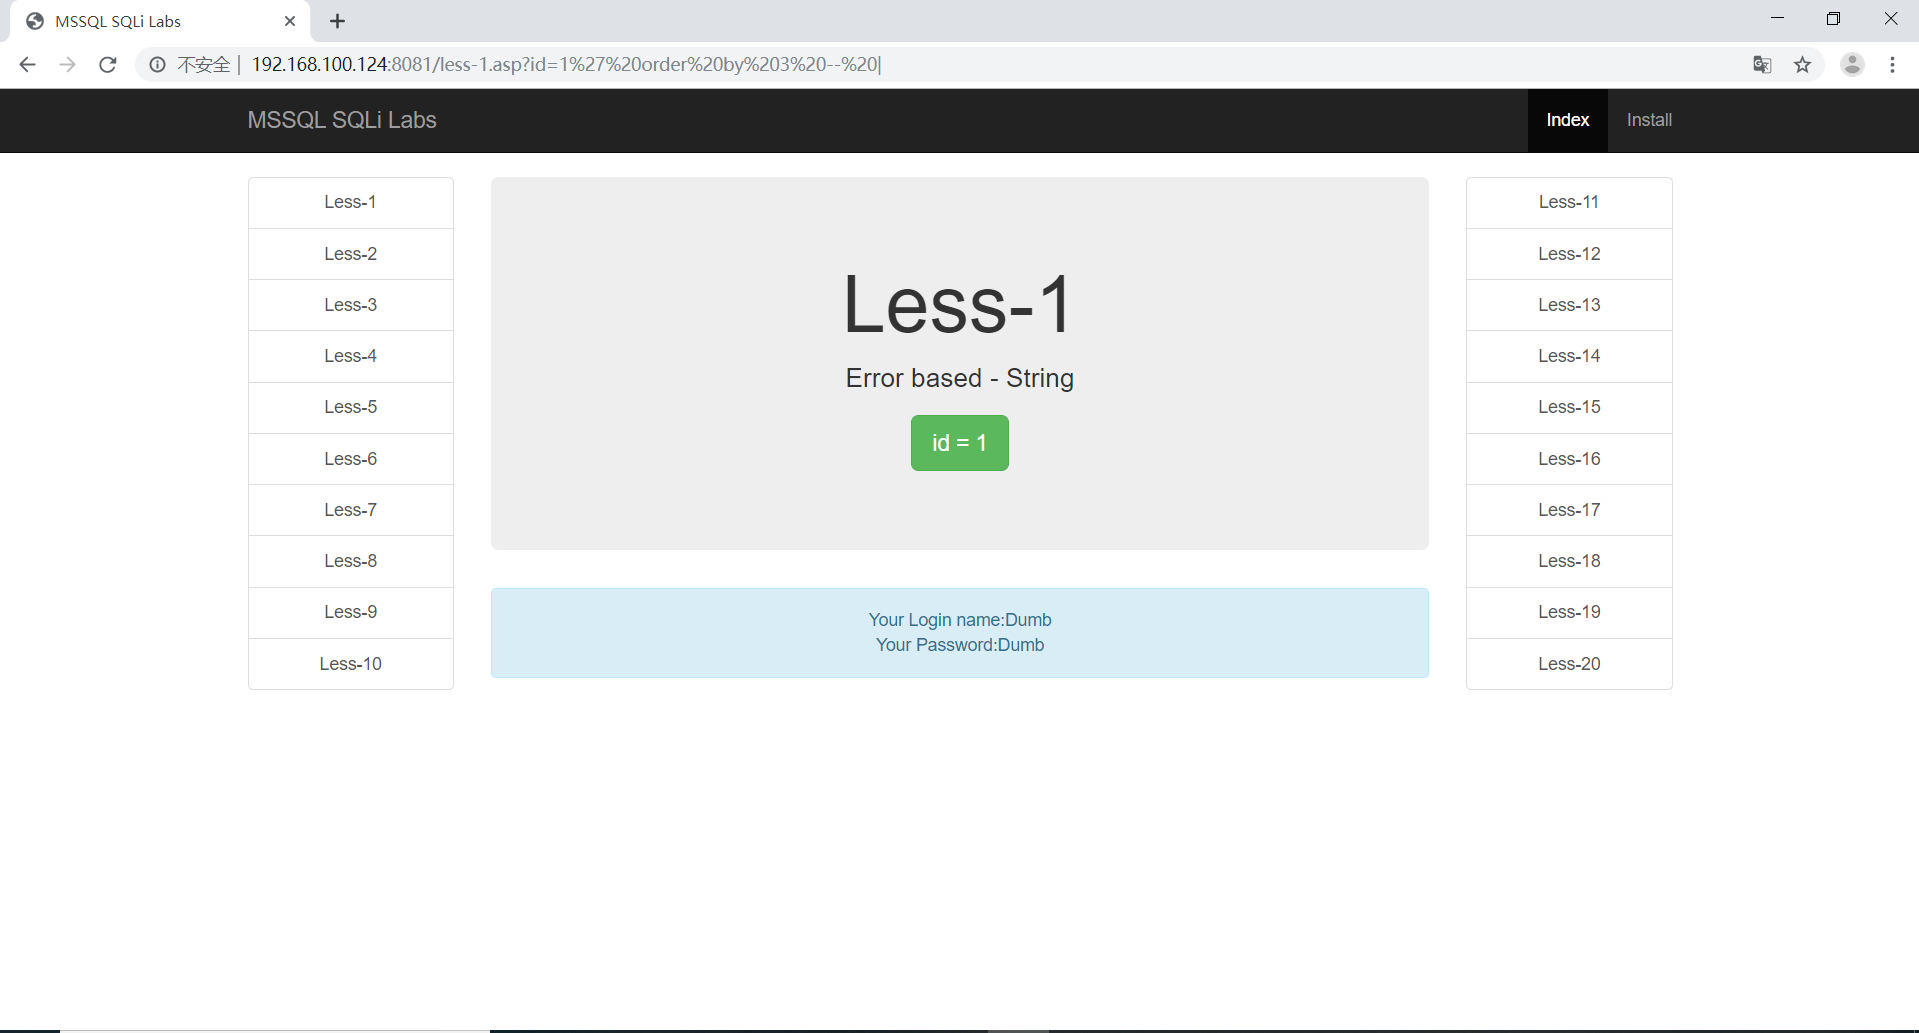 MSSQL SQLi Labs
不安全 | 192.168.100.124:8081/less-1.asp?id=1%27%20order%20by%203%20--%20
MSSQL SQLi Labs
Index
Install
Less-1
Less-2
Less-3
Less-4
Less-5
Less-6
Less-7
Less-8
Less-9
Less-10
Less-1
Error based - String
id = 1
Your Login name:Dumb
Your Password:Dumb
Less-11
Less-12
Less-13
Less-14
Less-15
Less-16
Less-17
Less-18
Less-19
Less-20